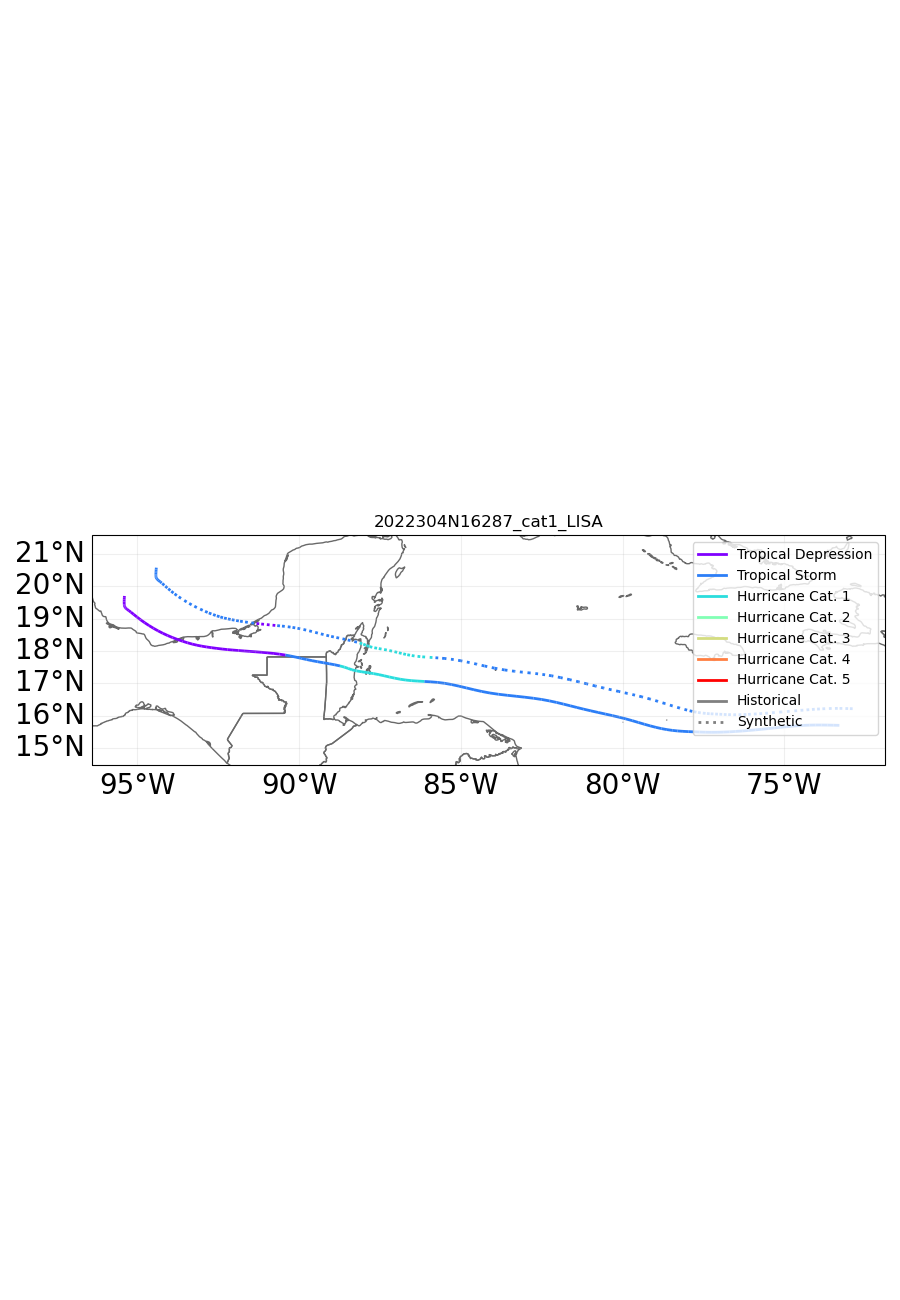 2022304N16287_cat1_LISA
21°N
20°N
19°N
18°N
17°N
16°N
15°N
95°W
90°W
85°W
80°W
75°W
Tropical Depression
Tropical Storm
Hurricane Cat. 1
Hurricane Cat. 2
Hurricane Cat. 3
Hurricane Cat. 4
Hurricane Cat. 5
Historical
Synthetic